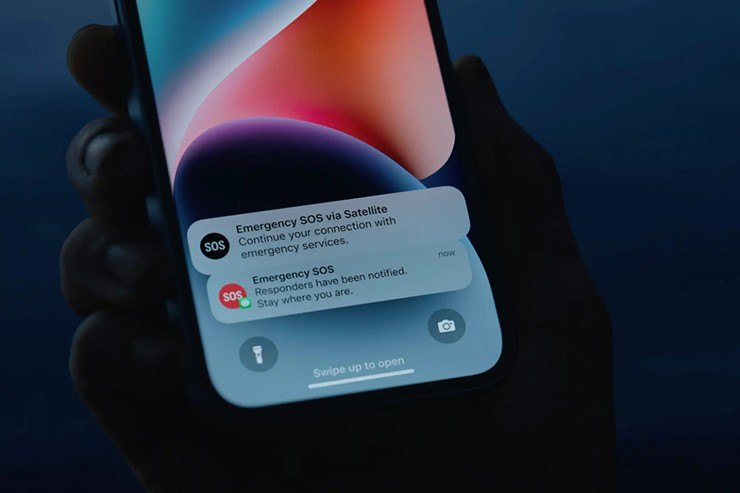 SOS
Emergency SOS via Satellite
Continue your connection with
emergency services.
SOS
Emergency SOS
now
Responders have been notified.
Stay where you are.
Swipe up to open